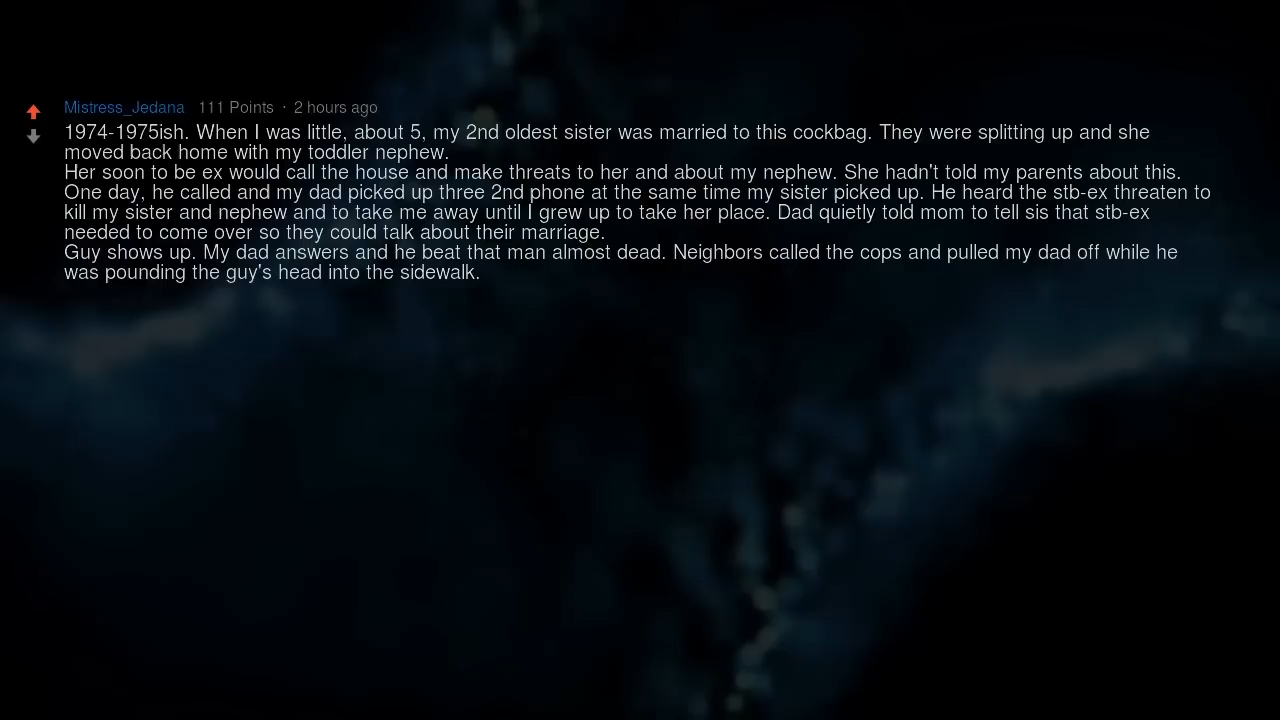 Mistress_Jedana 111 Points · 2 hours ago
1974-1975ish. When I was little, about 5, my 2nd oldest sister was married to this cockbag. They were splitting up and she
moved back home with my toddler nephew.
Her soon to be ex would call the house and make threats to her and about my nephew. She hadn't told my parents about this.
One day, he called and my dad picked up three 2nd phone at the same time my sister picked up. He heard the stb-ex threaten to
kill my sister and nephew and to take me away until I grew up to take her place. Dad quietly told mom to tell sis that stb-ex
needed to come over so they could talk about their marriage.
Guy shows up. My dad answers and he beat that man almost dead. Neighbors called the cops and pulled my dad off while he
was pounding the guy's head into the sidewalk.